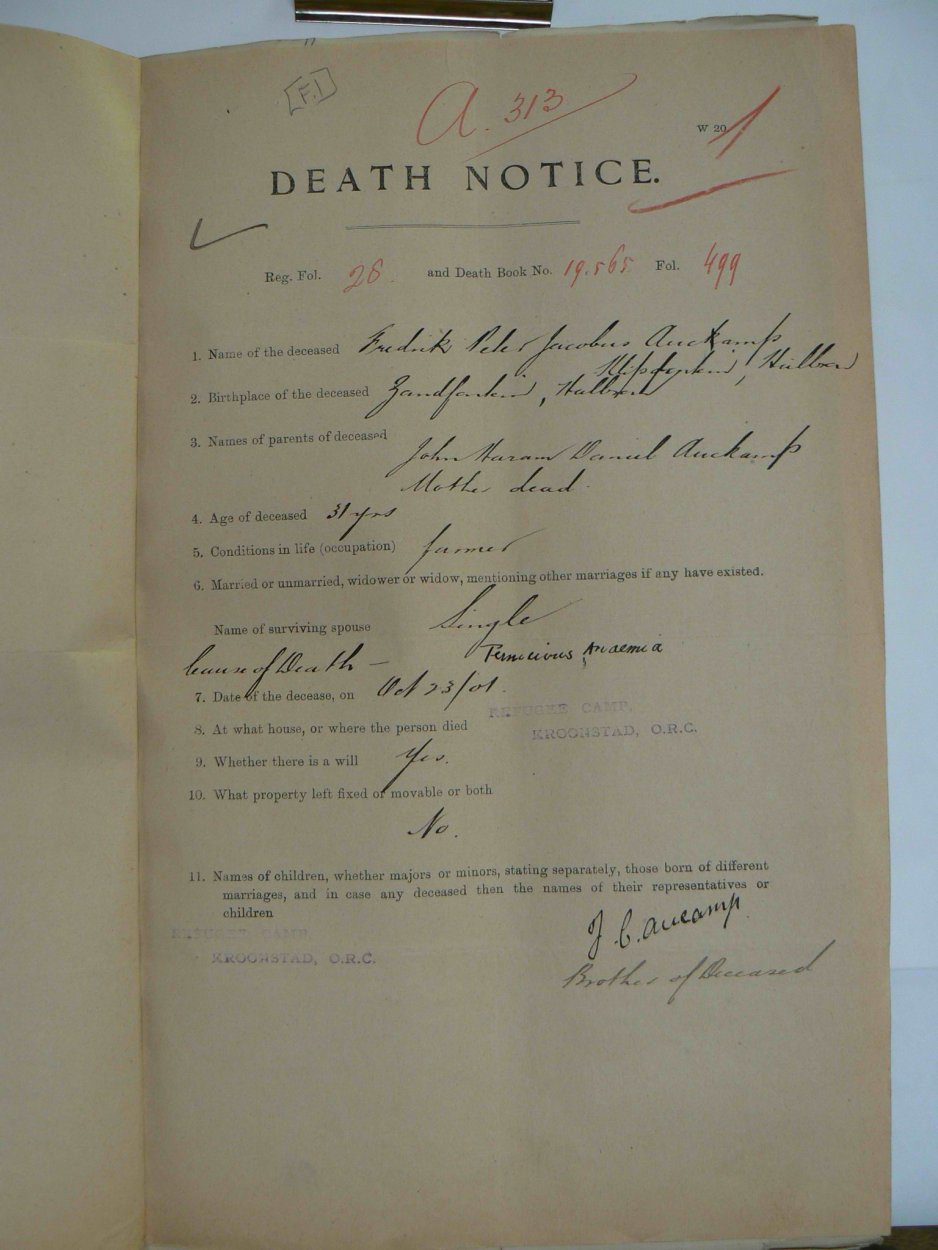 [F.1]
A. 313
W 20 1
DEATH NOTICE.
Reg. Fol. 28. and Death Book No. 19.565. Fol. 499
1. Name of the deceased Fredrik Peter Jacobus Auckamp
Heilbron
2. Birthplace of the deceased Zandfontein, Heilbron
3. Names of parents of deceased
John Haram Daniel Auckamp
Mother dead.
4. Age of deceased 31 yrs
5. Conditions in life (occupation) farmer
6. Married or unmarried, widower or widow, mentioning other marriages if any have existed.
Name of surviving spouse Single
Cause of Death — Pernicious Anaemia
7. Date of the decease, on Oct 23/01.
8. At what house, or where the person died REFUGEE CAMP,
KROONSTAD, O.R.C.
9. Whether there is a will Yes.
10. What property left fixed or movable or both
No.
11. Names of children, whether majors or minors, stating separately, those born of different
marriages, and in case any deceased then the names of their representatives or
children
J. C. Aucamp
REFUGEE CAMP,
KROONSTAD, O.R.C.
Brother of Deceased